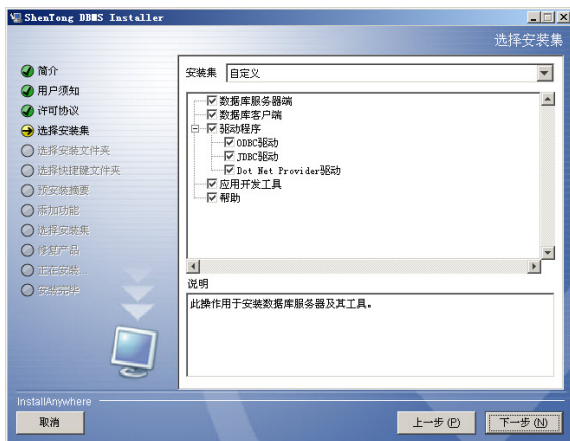 ShenTong DBMS Installer
选择安装集
简介
用户须知
许可协议
选择安装集
选择安装文件夹
选择快捷键文件夹
预安装摘要
添加功能
选择安装集
修复产品
正在安装...
安装完毕
安装集 自定义
数据库服务器端
数据库客户端
驱动程序
ODBC驱动
JDBC驱动
Dot Net Provider驱动
应用开发工具
帮助
说明
此操作用于安装数据库服务器及其工具。
InstallAnywhere
取消
上一步 (P)
下一步 (N)